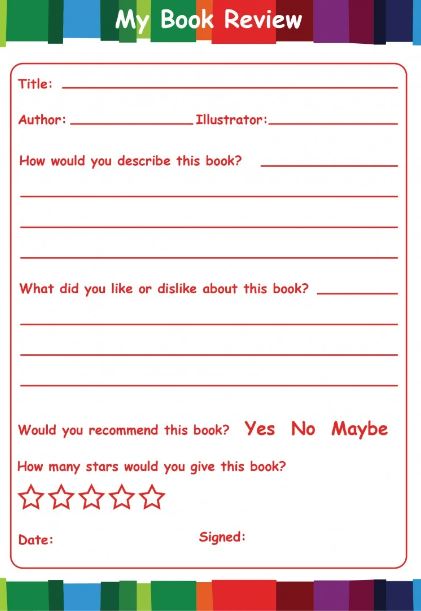 My Book Review
Title:
Author: Illustrator:
How would you describe this book?
What did you like or dislike about this book?
Would you recommend this book? Yes No Maybe
How many stars would you give this book?
Date: Signed: